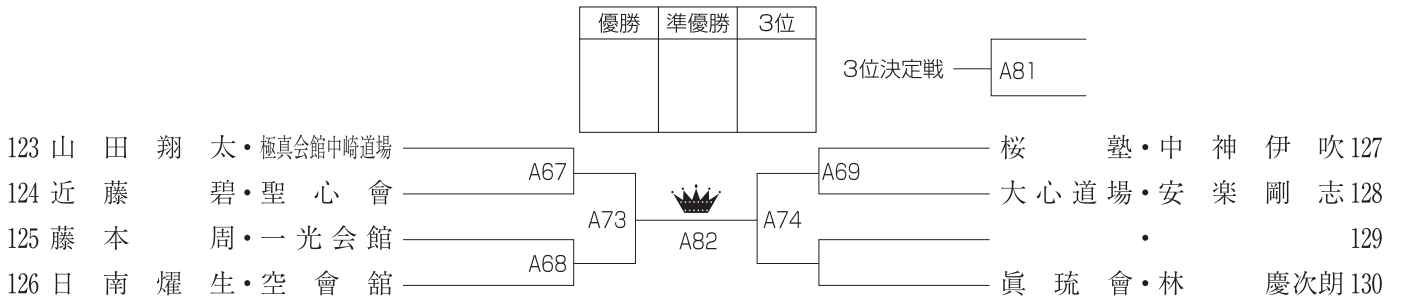 優勝 準優勝 3位
3位決定戦 A81
123 山田翔太・極真会館中崎道場
124 近藤碧・聖心會
125 藤本周・一光会館
126 日南燿生・空會舘
A67
A68
A73
A82
A74
A69
桜塾・中神伊吹 127
大心道場・安楽剛志 128
・ 129
眞琉會・林慶次朗 130